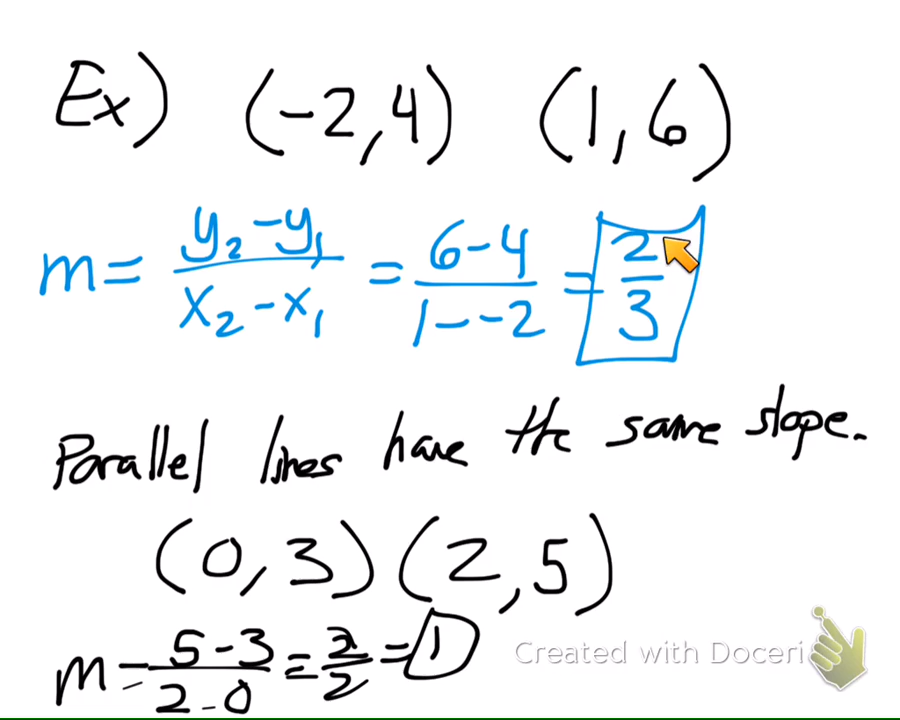 Ex) (-2,4) (1,6)
m = y₂-y₁/x₂-x₁ = 6-4/1--2 = 2/3
Parallel lines have the same slope.
(0,3) (2,5)
m = 5-3/2-0 = 2/2 = 1
Created with Doceri